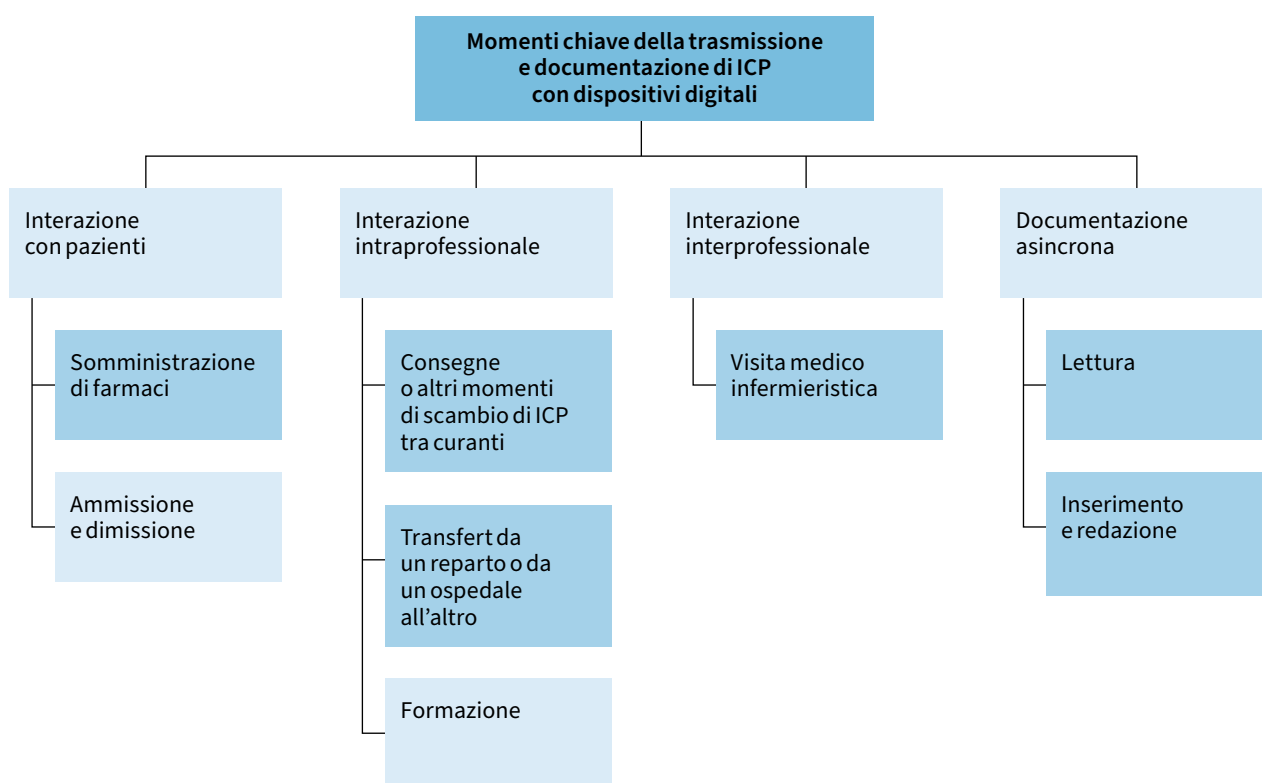 Momenti chiave della trasmissione
e documentazione di ICP
con dispositivi digitali
Interazione
con pazienti
Somministrazione
di farmaci
Ammissione
e dimissione
Interazione
intraprofessionale
Consegne
o altri momenti
di scambio di ICP
tra curanti
Transfert da
un reparto o da
un ospedale
all’altro
Formazione
Interazione
interprofessionale
Visita medico
infermieristica
Documentazione
asincrona
Lettura
Inserimento
e redazione